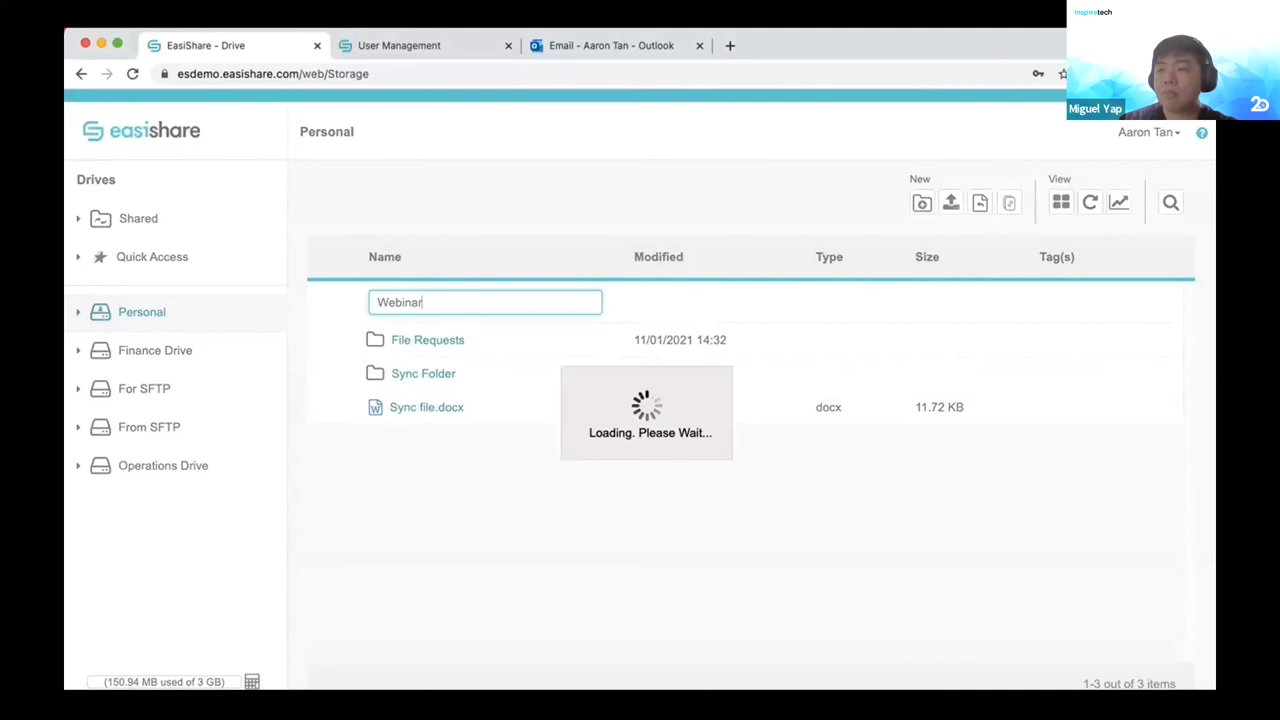 EasiShare - Drive
User Management
Email - Aaron Tan - Outlook
esdemo.easishare.com/web/Storage
inspiretech
Miguel Yap
20
easishare
Personal
Aaron Tan
Drives
New
View
Shared
Quick Access
Personal
Finance Drive
For SFTP
From SFTP
Operations Drive
Name Modified Type Size Tag(s)
Webinar
File Requests 11/01/2021 14:32
Sync Folder
Sync file.docx docx 11.72 KB
Loading. Please Wait...
(150.94 MB used of 3 GB)
1-3 out of 3 items